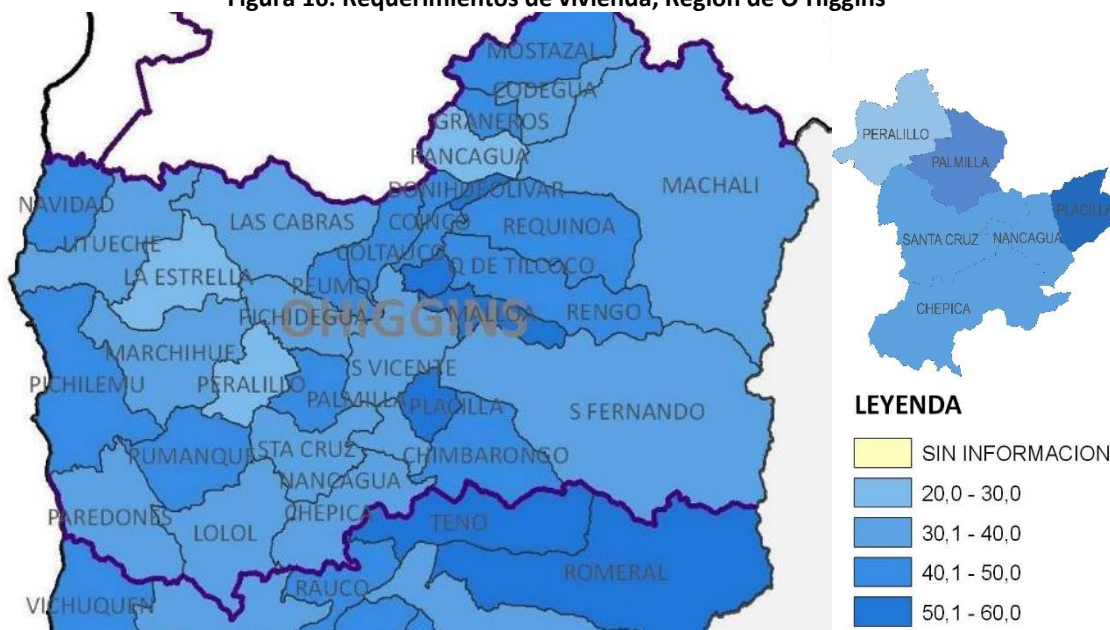 Figura 16: Requerimientos de vivienda, Región de O'Higgins
MOSTAZAL
CODEGUA
GRANEROS
RANCAGUA
DONIHUE OLIVAR
MACHALI
NAVIDAD
LAS CABRAS
COINCO
REQUINOA
LITUECHE
COLTAUCO
LA ESTRELLA
PEUMO
Q DE TILCOCO
PICHIDEGUA
OHIGGINS
MALLOA
RENGO
MARCHIHUE
PICHILEMU
PERALILLO
S VICENTE
PALMILLA
PLACILLA
S FERNANDO
PUMANQUE
STA CRUZ
CHIMBARONGO
NANCAGUA
PAREDONES
LOLOL
CHEPICA
TENO
ROMERAL
RAUCO
VICHUQUEN
PERALILLO
PALMILLA
PLACILLA
SANTA CRUZ
NANCAGUA
CHEPICA
LEYENDA
SIN INFORMACION
20,0 - 30,0
30,1 - 40,0
40,1 - 50,0
50,1 - 60,0